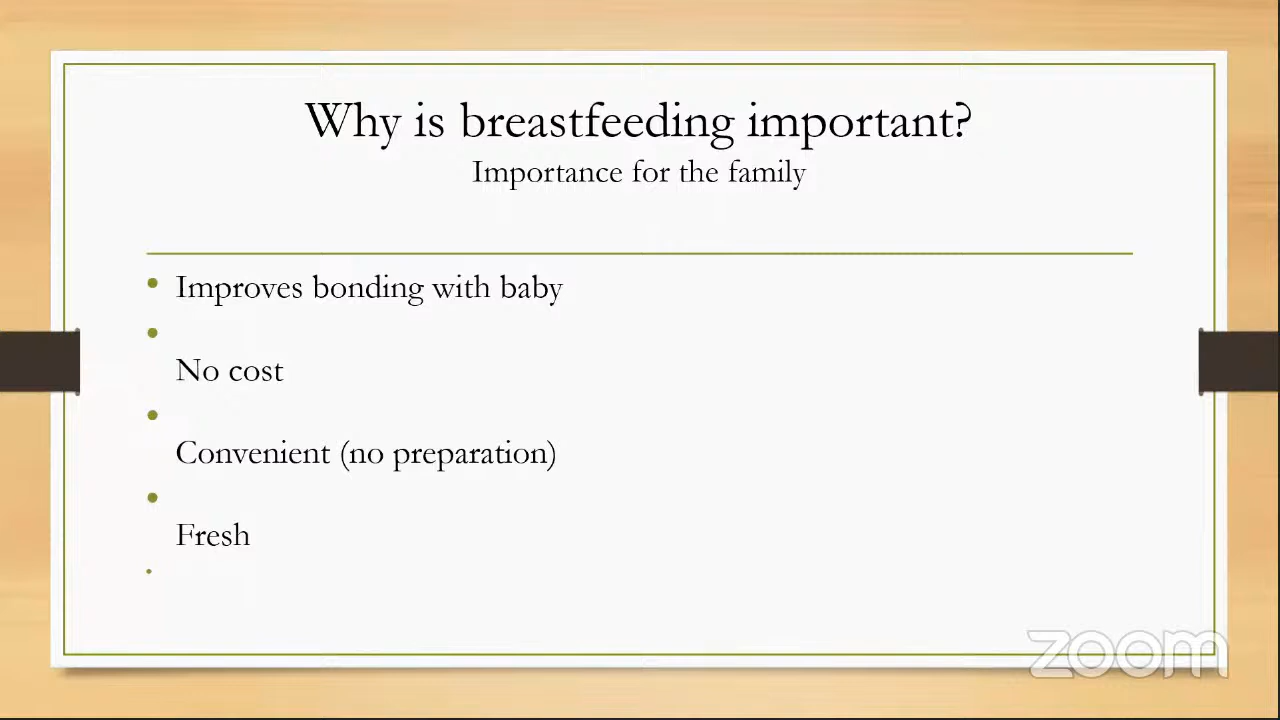 Why is breastfeeding important?
Importance for the family
• Improves bonding with baby
•
No cost
•
Convenient (no preparation)
•
Fresh
•
zoom